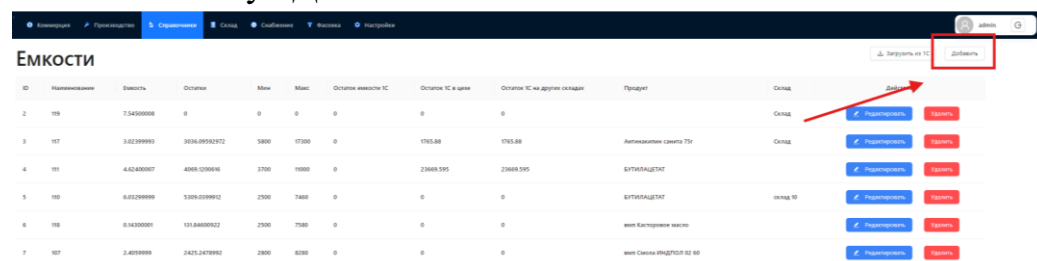 Коммерция Производство Справочники Склад Снабжение Фасовка Настройки admin
Емкости Загрузить из 1С Добавить
ID Наименование Емкость Остатки Мин Макс Остаток емкости 1С Остаток 1С в цехе Остаток 1С на других складах Продукт Склад Действия
2 119 7.54500008 0 0 0 0 0 0 Склад Редактировать Удалить
3 117 3.02399993 3036.09592972 5800 17300 0 1765.88 1765.88 Антинакипин санита 75г Склад Редактировать Удалить
4 111 4.62400007 4069.1200616 3700 11000 0 23669.595 23669.595 БУТИЛАЦЕТАТ Редактировать Удалить
5 110 6.03299999 5309.0399912 2500 7460 0 0 0 БУТИЛАЦЕТАТ склад 10 Редактировать Удалить
6 118 0.14300001 131.84600922 2500 7580 0 0 0 Касторовое масло Редактировать Удалить
7 107 2.4059999 2425.2478992 2800 8280 0 0 0 Смола ИНДПОЛ 02 60 Редактировать Удалить